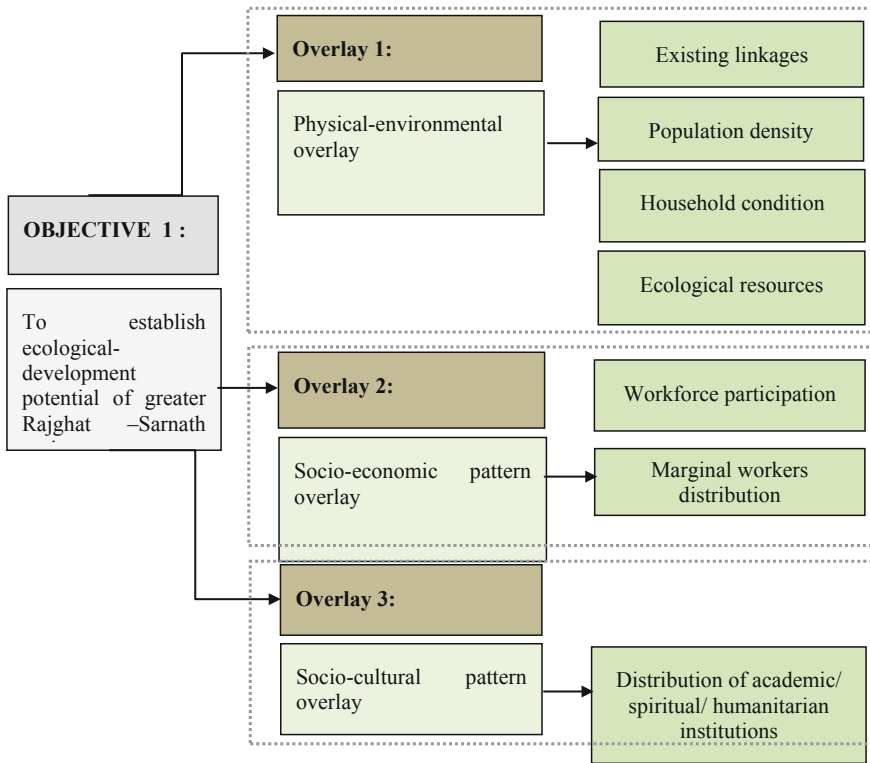 Overlay 1:
Physical-environmental
overlay
Existing linkages
Population density
Household condition
Ecological resources
OBJECTIVE 1 :
To establish
ecological-
development
potential of greater
Rajghat –Sarnath
Overlay 2:
Socio-economic pattern
overlay
Workforce participation
Marginal workers
distribution
Overlay 3:
Socio-cultural pattern
overlay
Distribution of academic/
spiritual/ humanitarian
institutions